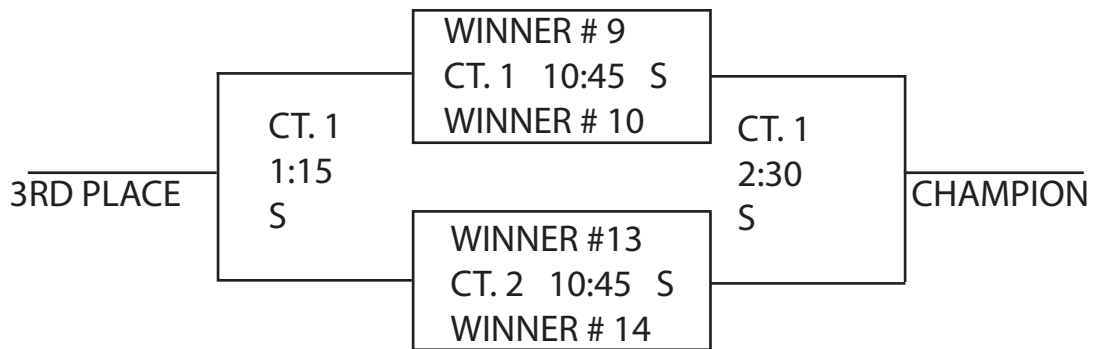 WINNER # 9
CT. 1 10:45 S
WINNER # 10
CT. 1
1:15
S
CT. 1
2:30
S
3RD PLACE
CHAMPION
WINNER #13
CT. 2 10:45 S
WINNER # 14